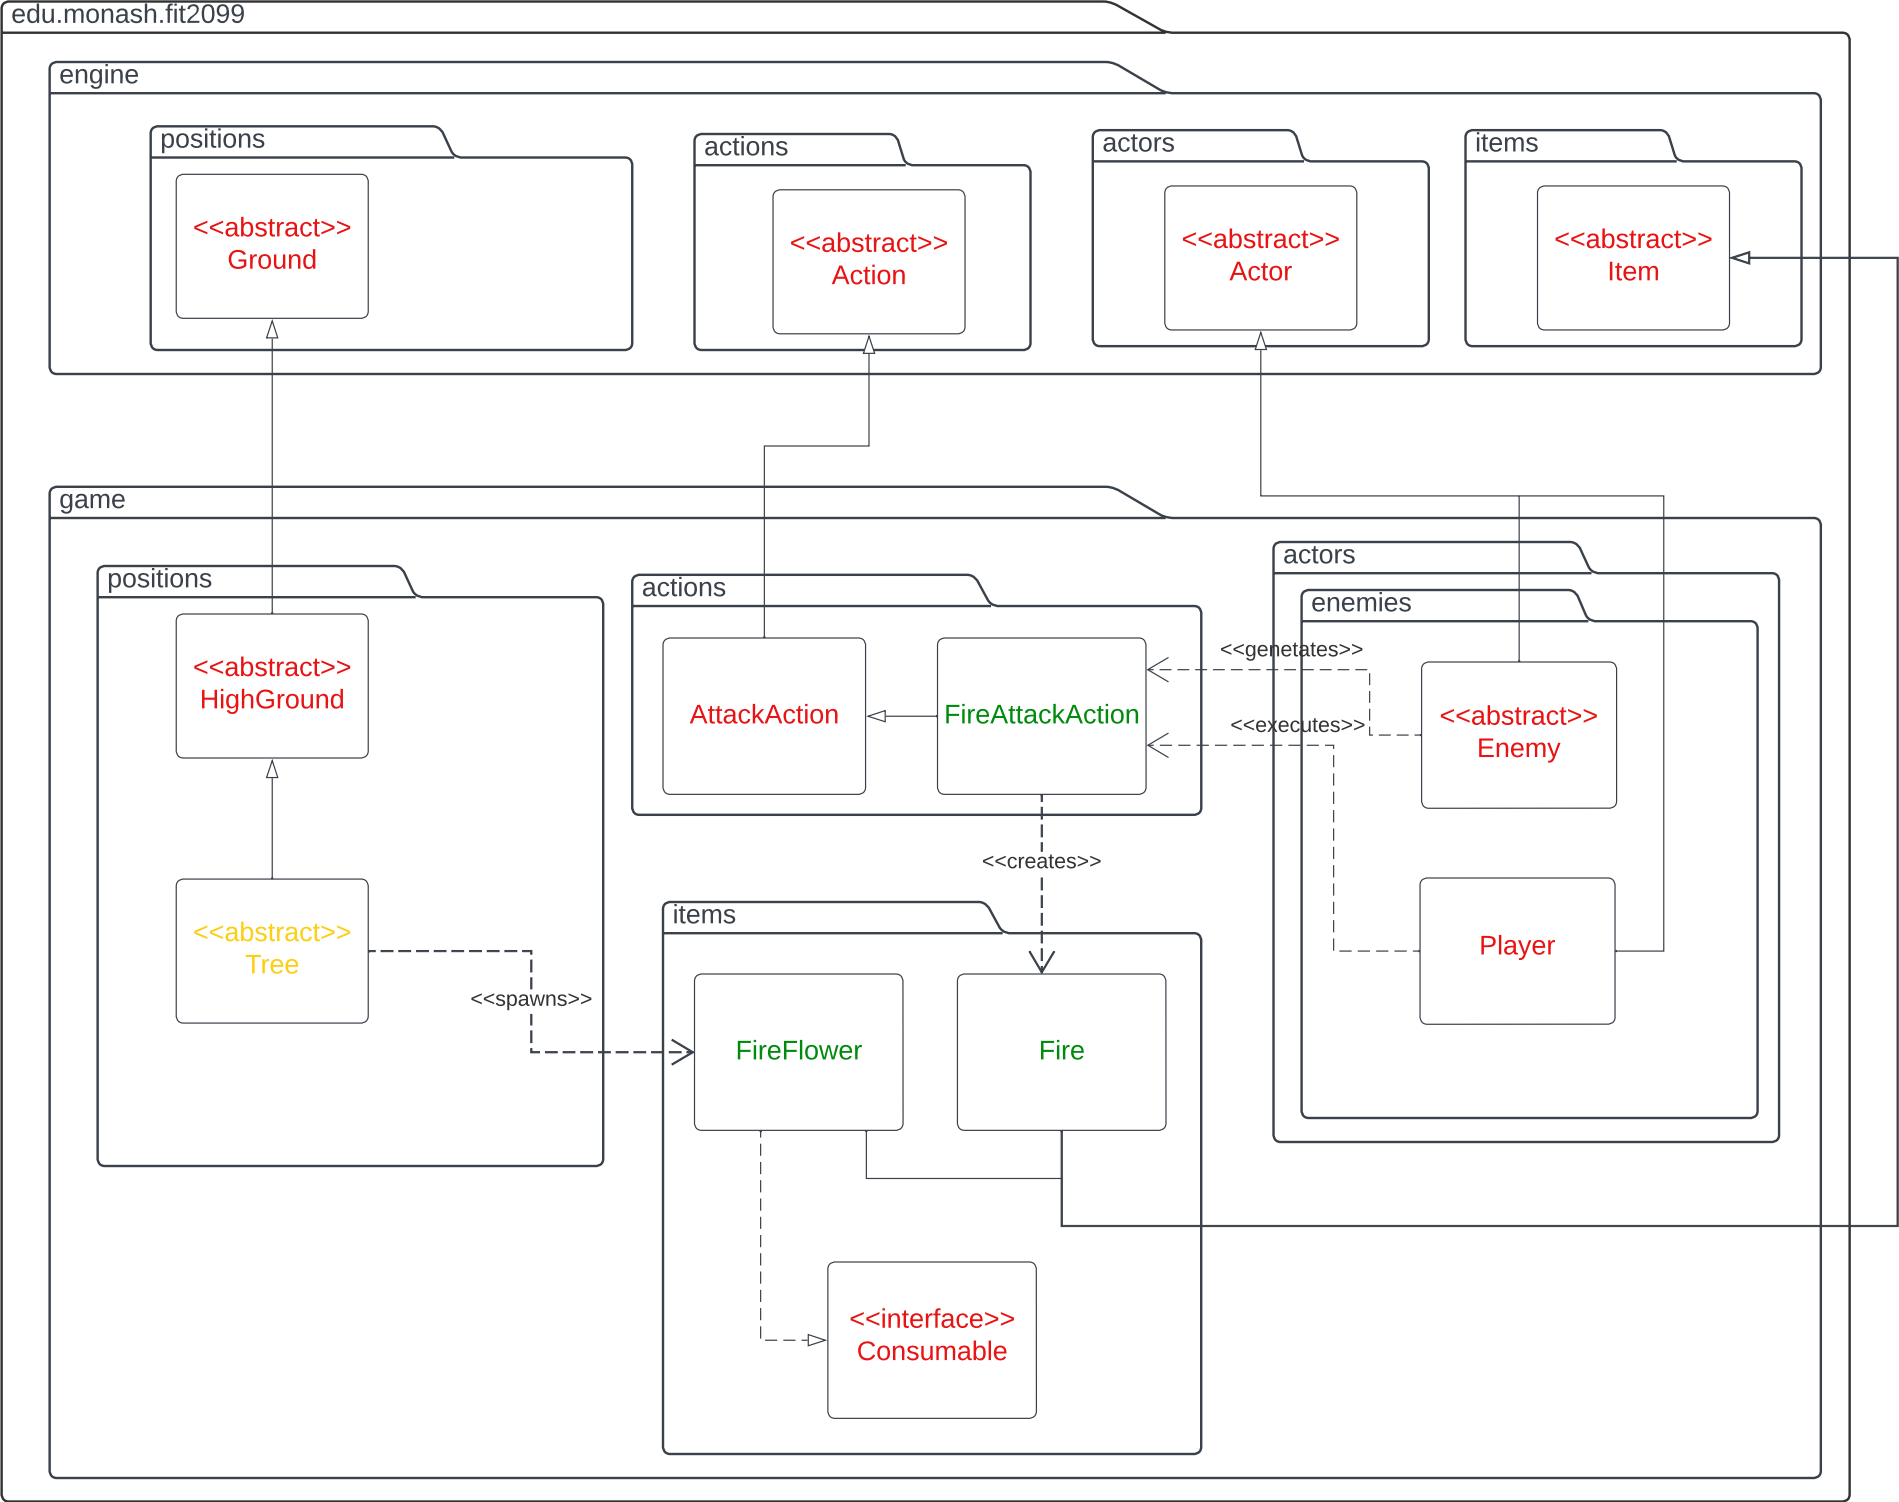 edu.monash.fit2099
engine
positions
actions
actors
items
<<abstract>>
Ground
<<abstract>>
Action
<<abstract>>
Actor
<<abstract>>
Item
game
positions
actions
actors
enemies
<<abstract>>
HighGround
AttackAction
FireAttackAction
<<genetates>>
<<executes>>
<<abstract>>
Enemy
<<creates>>
items
<<abstract>>
Tree
<<spawns>>
Player
FireFlower
Fire
<<interface>>
Consumable